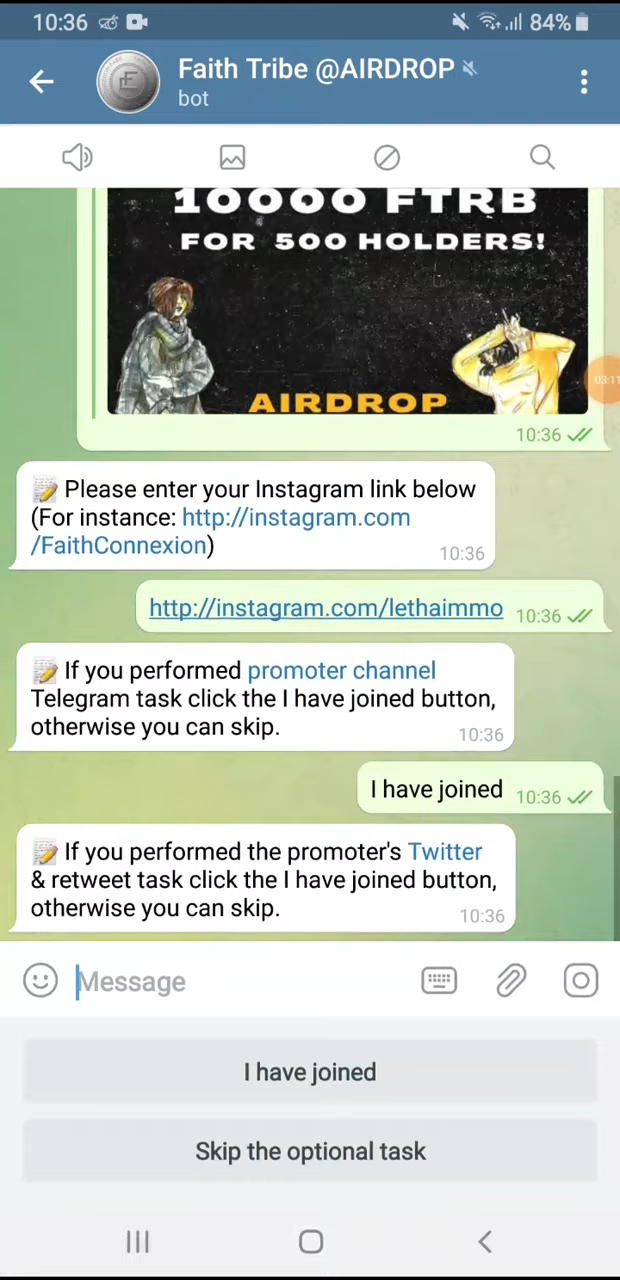 10:36 84%
Faith Tribe @AIRDROP
bot
10000 FTRB
FOR 500 HOLDERS!
AIRDROP
03:11
10:36
Please enter your Instagram link below
(For instance: http://instagram.com
/FaithConnexion)
10:36
http://instagram.com/lethaimmo 10:36
If you performed promoter channel
Telegram task click the I have joined button,
otherwise you can skip.
10:36
I have joined 10:36
If you performed the promoter's Twitter
& retweet task click the I have joined button,
otherwise you can skip.
10:36
Message
I have joined
Skip the optional task